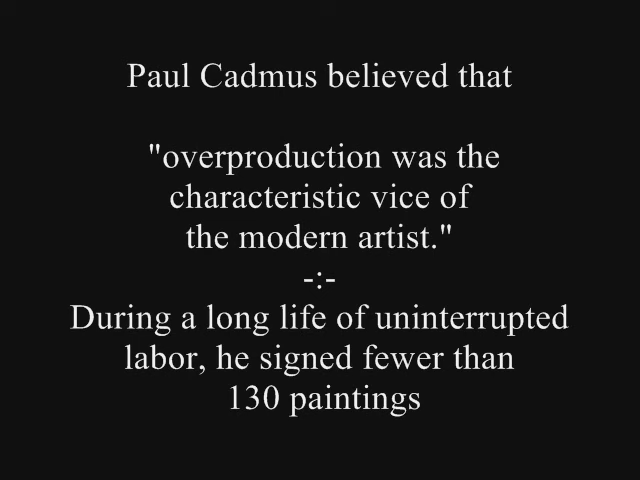 Paul Cadmus believed that
"overproduction was the
characteristic vice of
the modern artist."
-:-
During a long life of uninterrupted
labor, he signed fewer than
130 paintings